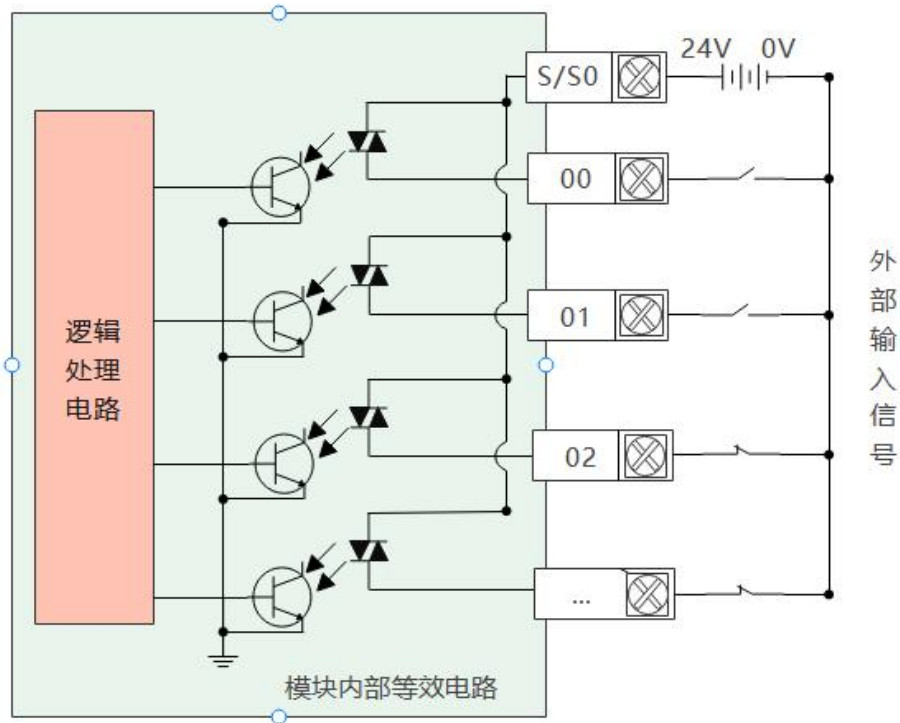 24V 0V
S/S0
00
01
02
...
逻辑
处理
电路
外
部
输
入
信
号
模块内部等效电路